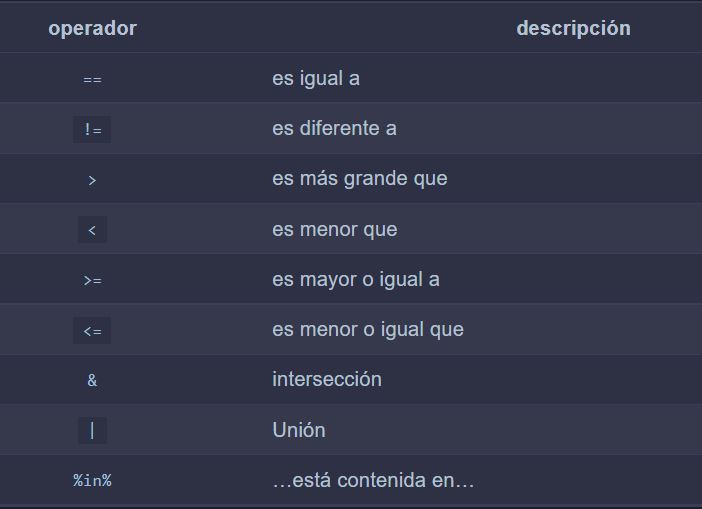 operador descripción
== es igual a
!= es diferente a
> es más grande que
< es menor que
>= es mayor o igual a
<= es menor o igual que
& intersección
| Unión
%in% …está contenida en…